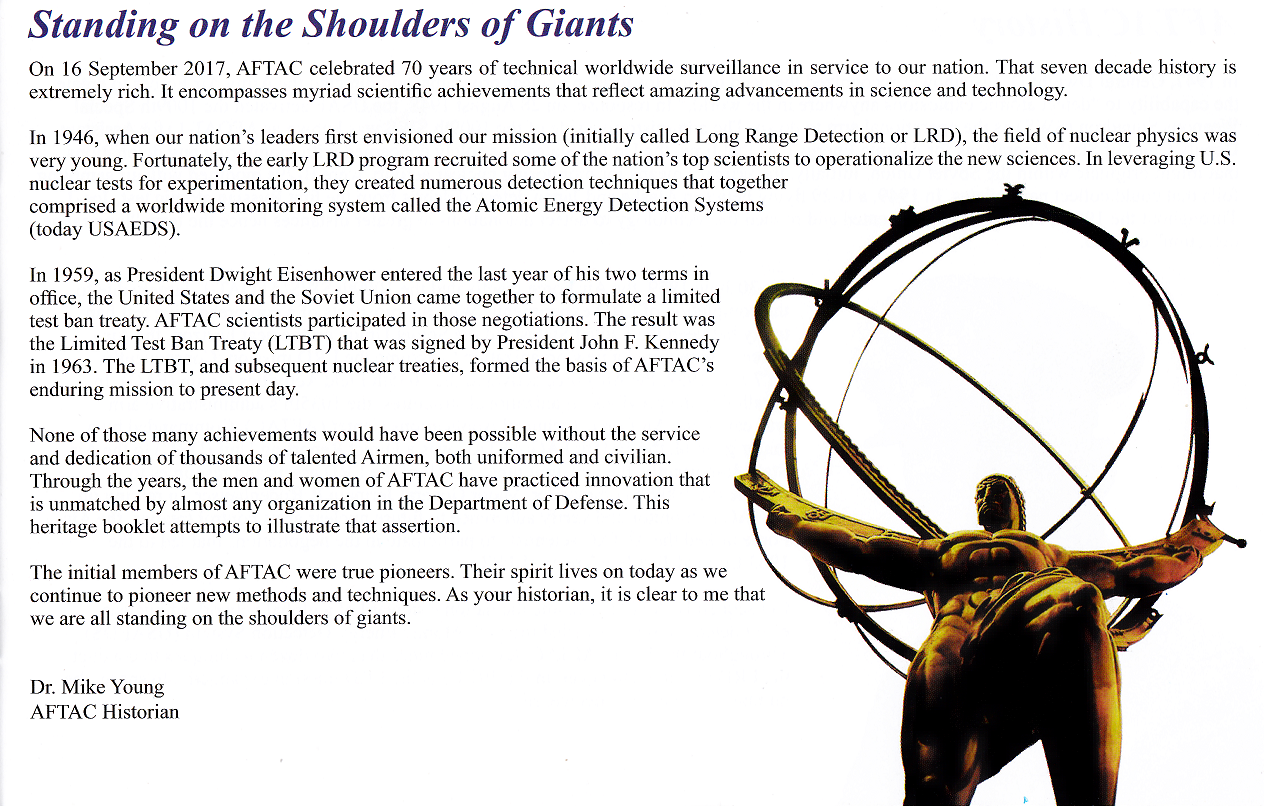 Standing on the Shoulders of Giants
On 16 September 2017, AFTAC celebrated 70 years of technical worldwide surveillance in service to our nation. That seven decade history is
extremely rich. It encompasses myriad scientific achievements that reflect amazing advancements in science and technology.
In 1946, when our nation's leaders first envisioned our mission (initially called Long Range Detection or LRD), the field of nuclear physics was
very young. Fortunately, the early LRD program recruited some of the nation's top scientists to operationalize the new sciences. In leveraging U.S.
nuclear tests for experimentation, they created numerous detection techniques that together
comprised a worldwide monitoring system called the Atomic Energy Detection Systems
(today USAEDS).
In 1959, as President Dwight Eisenhower entered the last year of his two terms in
office, the United States and the Soviet Union came together to formulate a limited
test ban treaty. AFTAC scientists participated in those negotiations. The result was
the Limited Test Ban Treaty (LTBT) that was signed by President John F. Kennedy
in 1963. The LTBT, and subsequent nuclear treaties, formed the basis of AFTAC's
enduring mission to present day.
None of those many achievements would have been possible without the service
and dedication of thousands of talented Airmen, both uniformed and civilian.
Through the years, the men and women of AFTAC have practiced innovation that
is unmatched by almost any organization in the Department of Defense. This
heritage booklet attempts to illustrate that assertion.
The initial members of AFTAC were true pioneers. Their spirit lives on today as we
continue to pioneer new methods and techniques. As your historian, it is clear to me that
we are all standing on the shoulders of giants.
Dr. Mike Young
AFTAC Historian